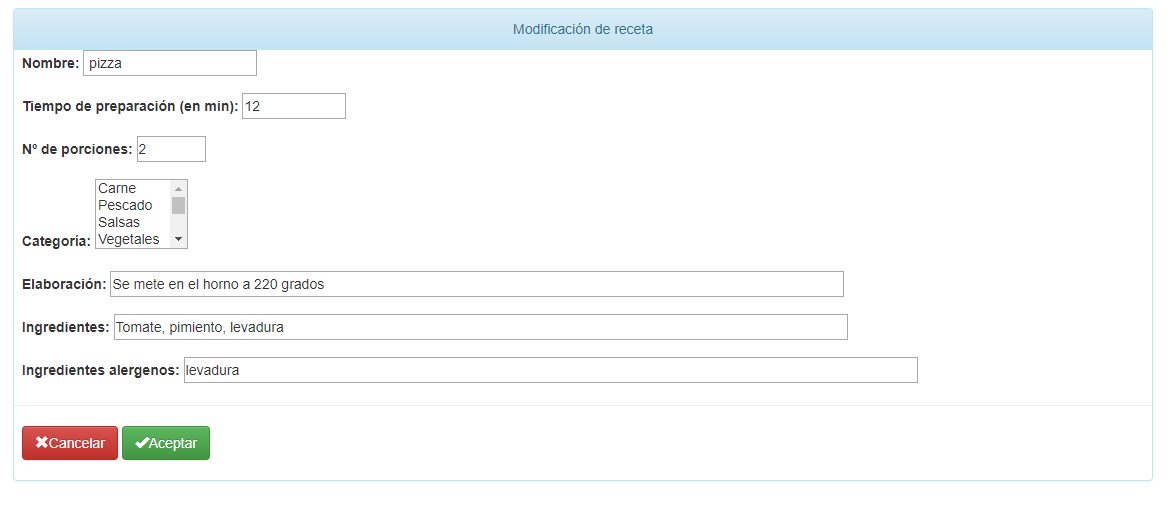 Modificación de receta
Nombre: pizza
Tiempo de preparación (en min): 12
Nº de porciones: 2
Carne
Pescado
Salsas
Categoría: Vegetales
Elaboración: Se mete en el horno a 220 grados
Ingredientes: Tomate, pimiento, levadura
Ingredientes alergenos: levadura
Cancelar Aceptar